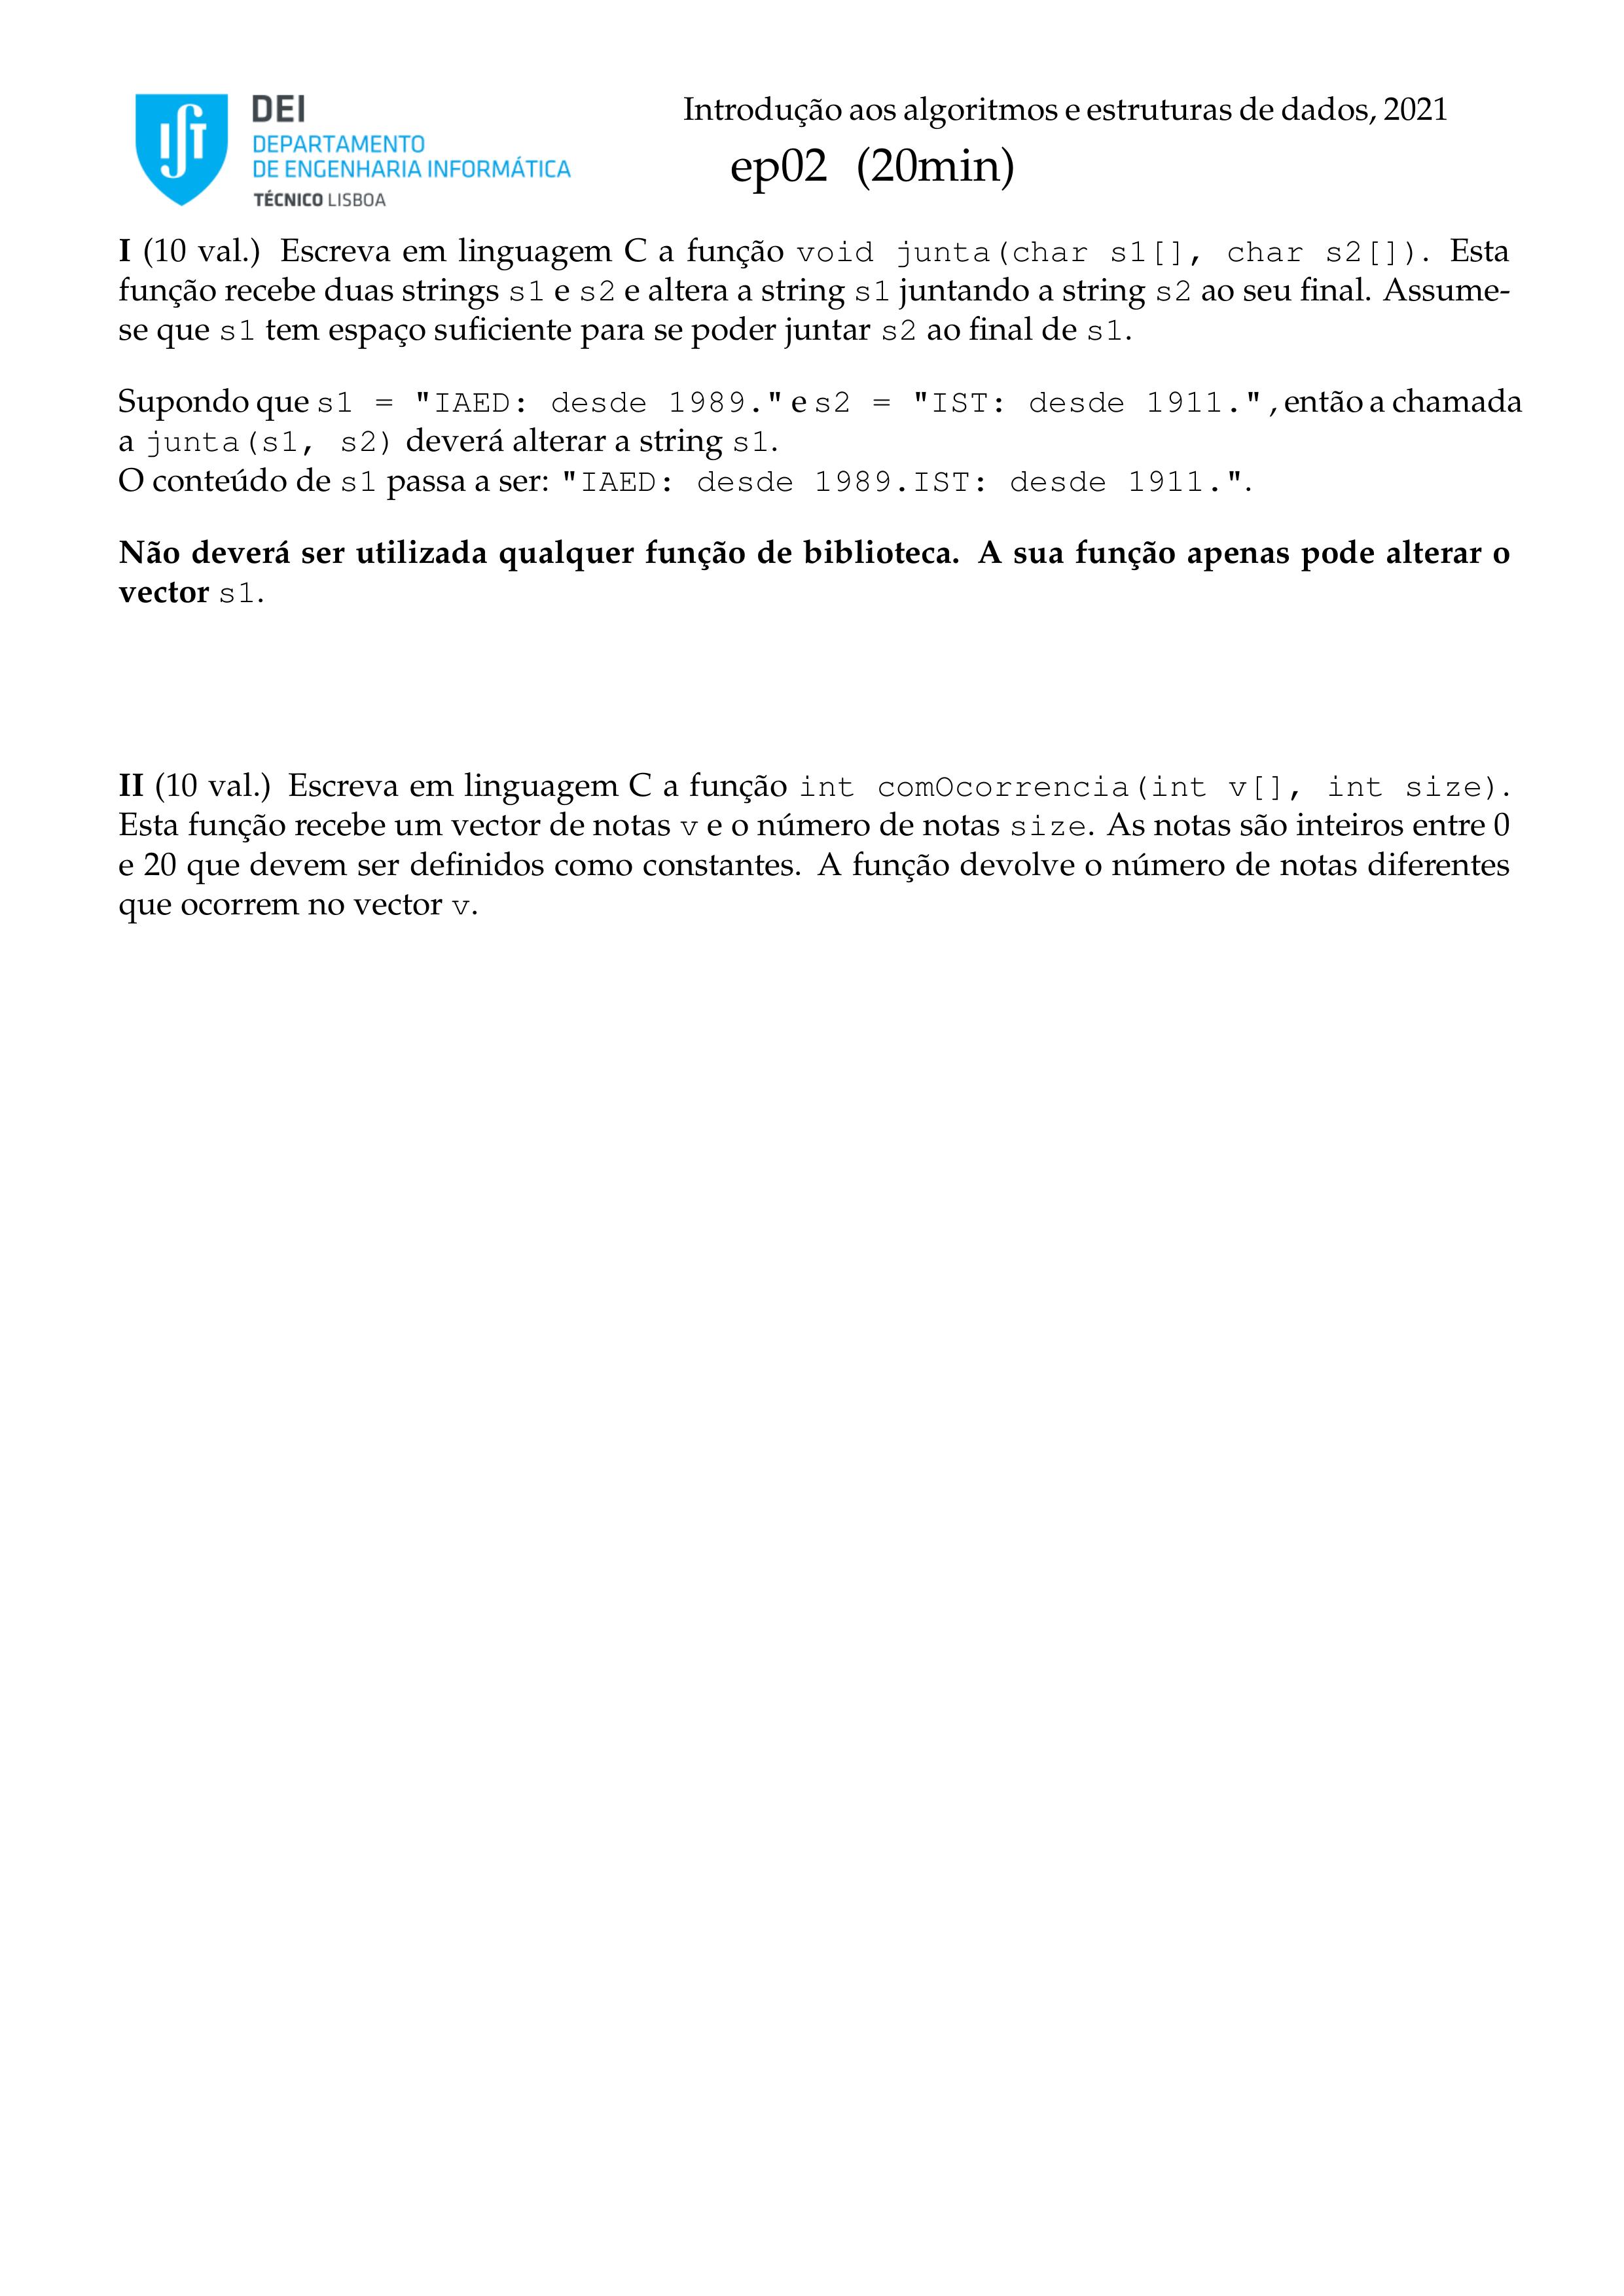 DEI
DEPARTAMENTO
DE ENGENHARIA INFORMÁTICA
TÉCNICO LISBOA
Introdução aos algoritmos e estruturas de dados, 2021
ep02 (20min)
I (10 val.) Escreva em linguagem C a função void junta(char s1[], char s2[]). Esta
função recebe duas strings s1 e s2 e altera a string s1 juntando a string s2 ao seu final. Assume-
se que s1 tem espaço suficiente para se poder juntar s2 ao final de s1.
Supondo que s1 = "IAED: desde 1989." e s2 = "IST: desde 1911." , então a chamada
a junta(s1, s2) deverá alterar a string s1.
O conteúdo de s1 passa a ser: "IAED: desde 1989.IST: desde 1911.".
Não deverá ser utilizada qualquer função de biblioteca. A sua função apenas pode alterar o
vector s1.
II (10 val.) Escreva em linguagem C a função int comOcorrencia(int v[], int size).
Esta função recebe um vector de notas v e o número de notas size. As notas são inteiros entre 0
e 20 que devem ser definidos como constantes. A função devolve o número de notas diferentes
que ocorrem no vector v.